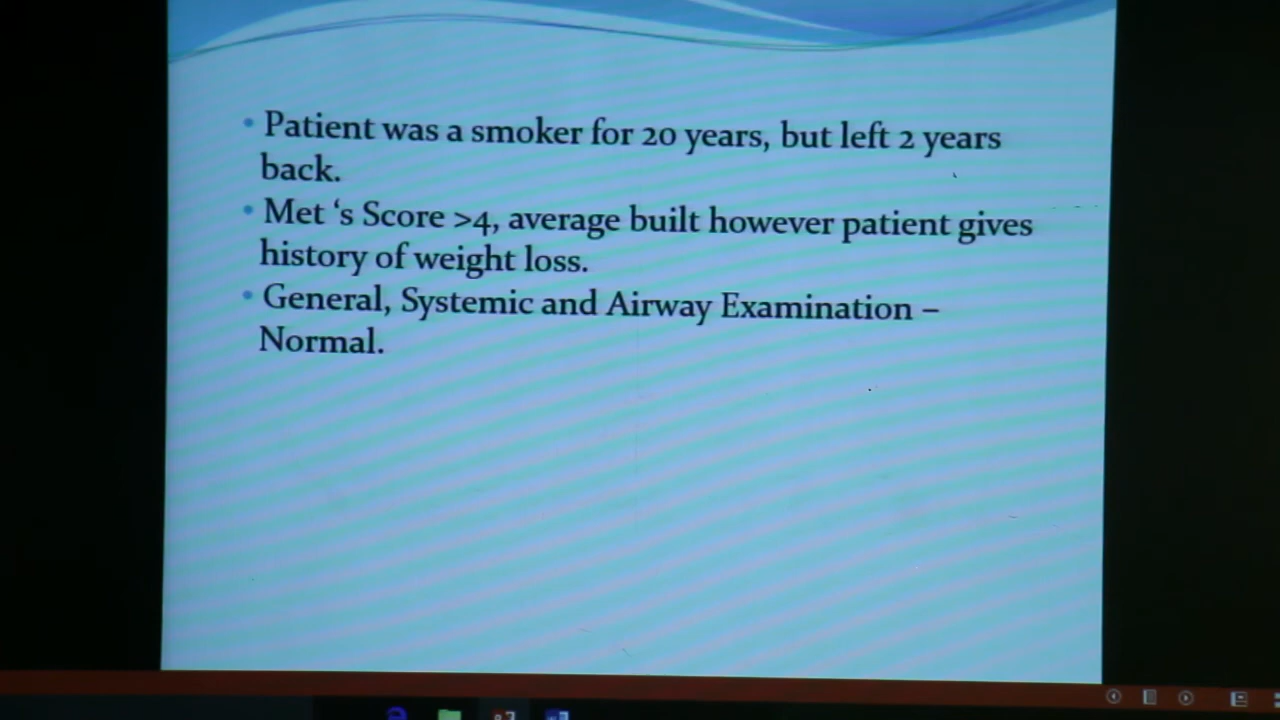 • Patient was a smoker for 20 years, but left 2 years
back.
• Met ‘s Score >4, average built however patient gives
history of weight loss.
• General, Systemic and Airway Examination –
Normal.